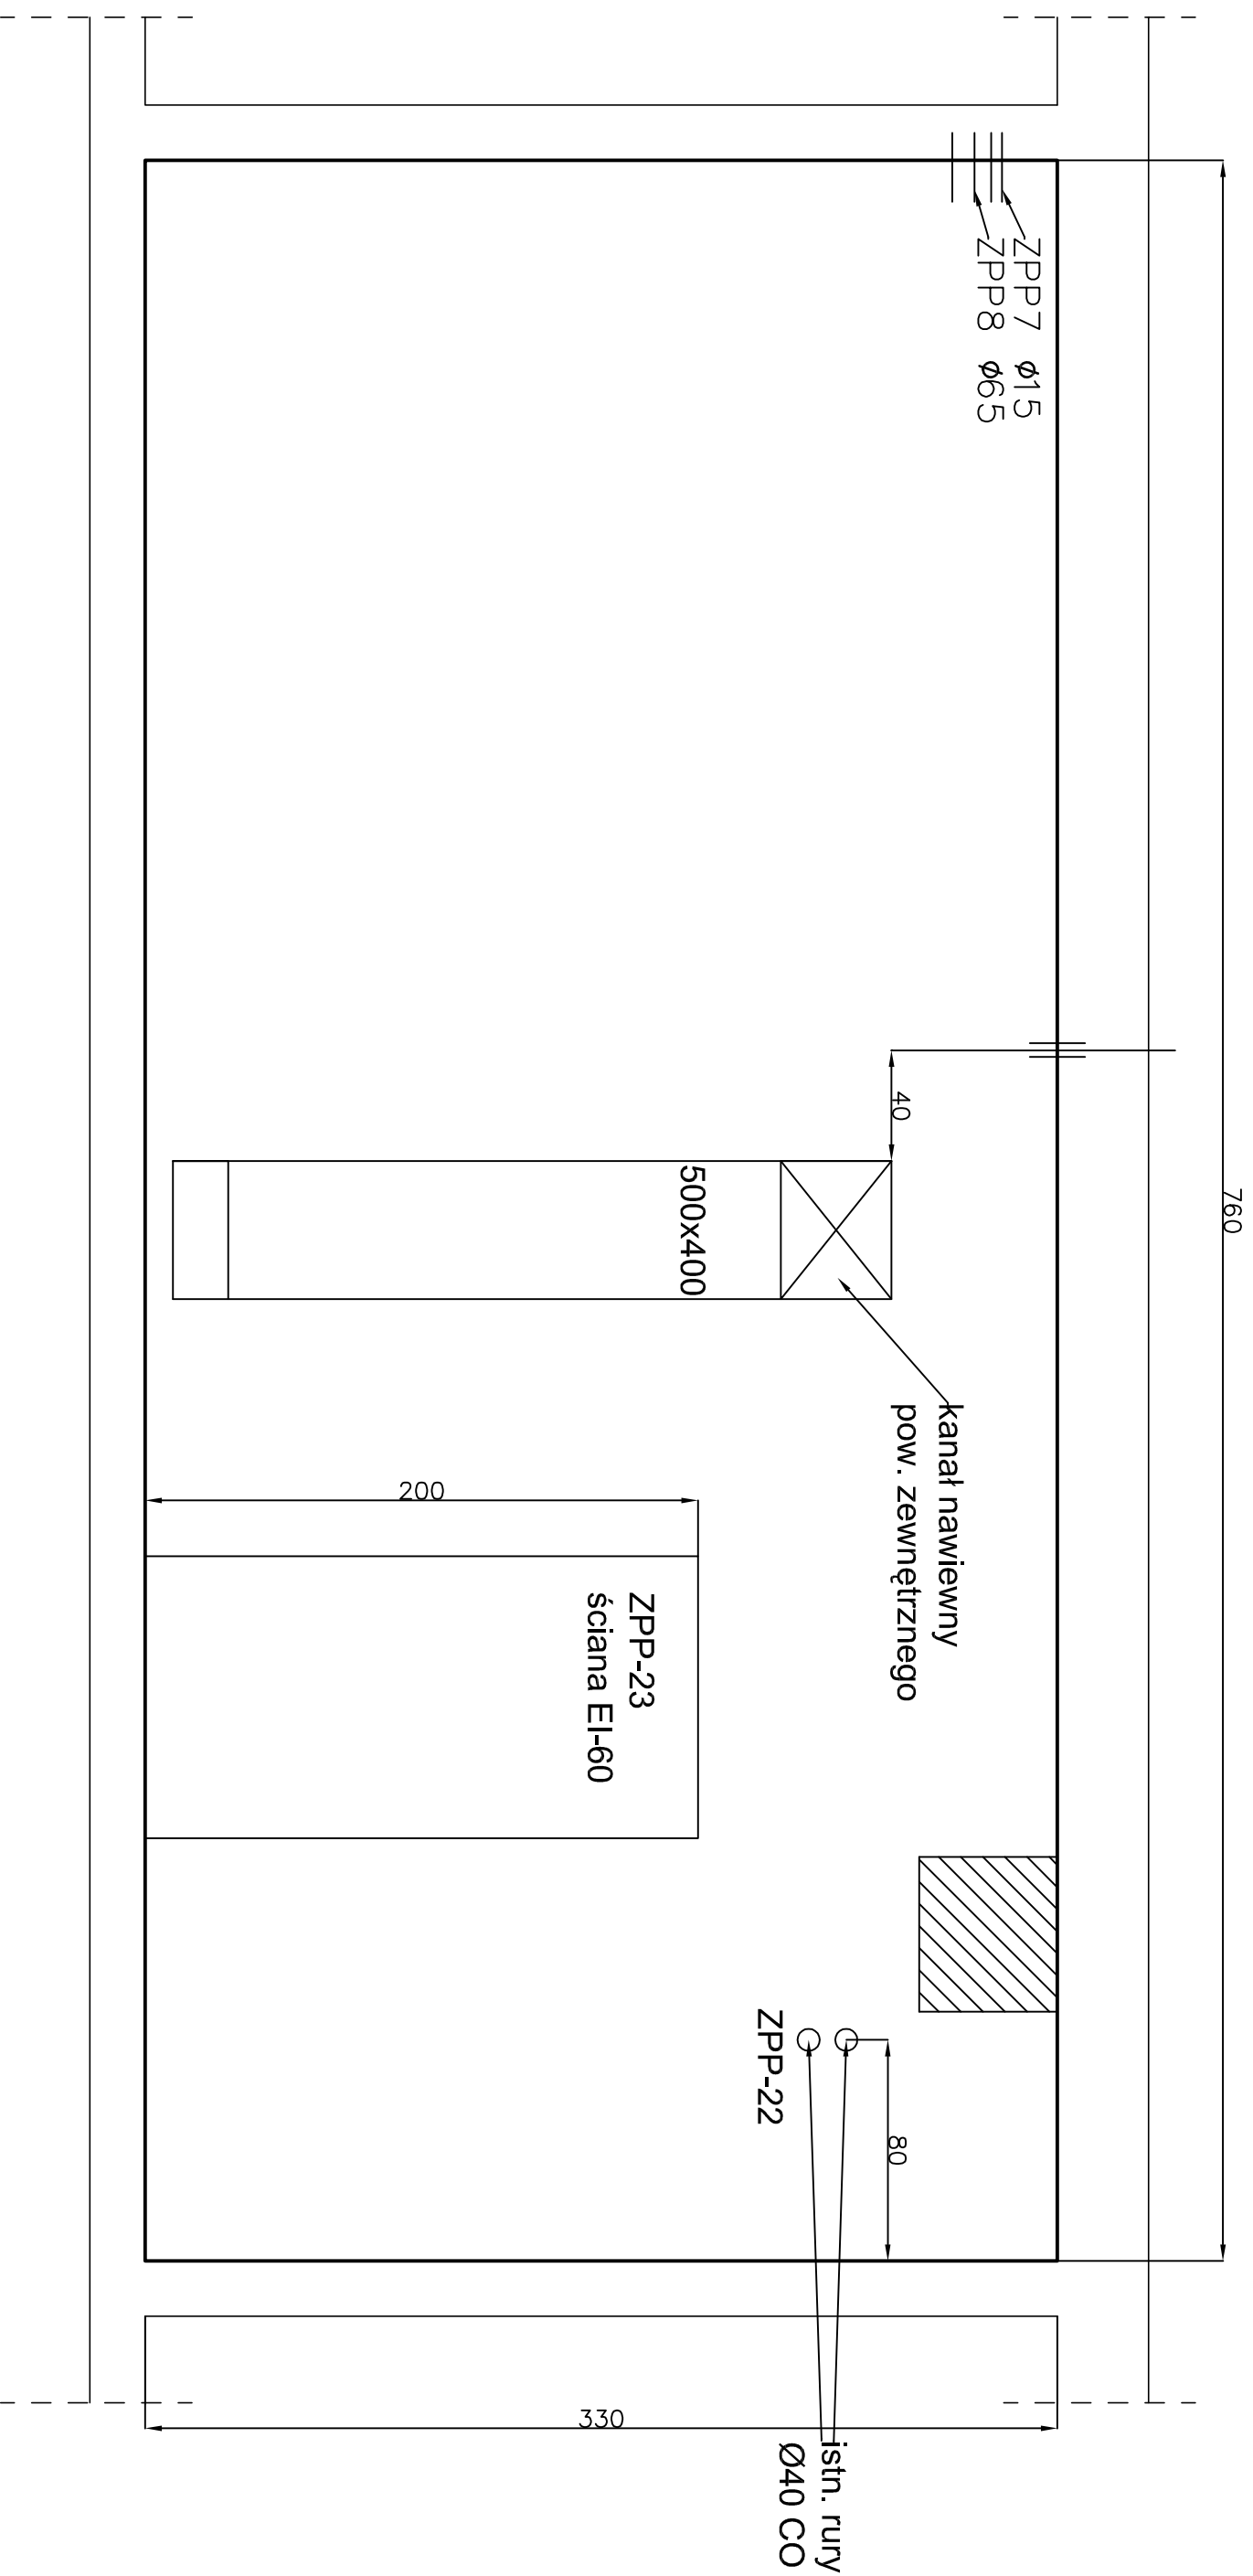 760
ZPP7 ø15
ZPP8 ø65
40
kanał nawiewny
pow. zewnętrznego
500x400
80
200
ZPP-23
ściana EI-60
ZPP-22
330
istn. rury
Ø40 CO